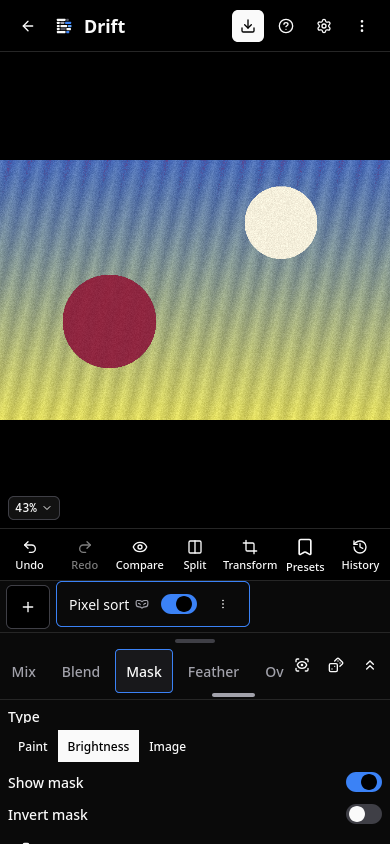 Drift
43%
Undo
Redo
Compare
Split
Transform
Presets
History
Pixel sort
Mix
Blend
Mask
Feather
Ov
Type
Paint
Brightness
Image
Show mask
Invert mask